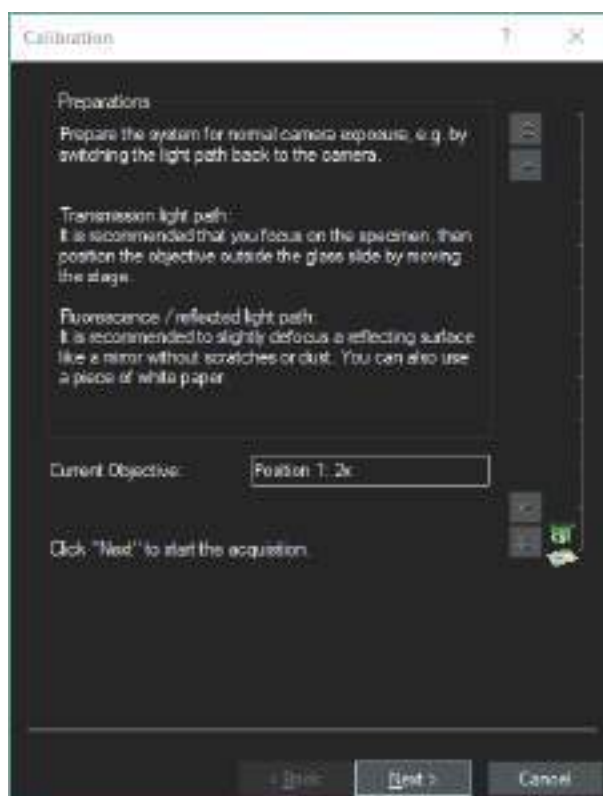 Calibration ?
Preparations
Prepare the system for normal camera exposure, e.g. by
switching the light path back to the camera.
Transmission light path:
It is recommended that you focus on the specimen, then
position the objective outside the glass slide by moving
the stage.
Fluorescence / reflected light path:
It is recommended to slightly defocus a reflecting surface
like a mirror without scratches or dust. You can also use
a piece of white paper.
Current Objective: Position 1: 2x
Click "Next" to start the acquistion.
< Back Next > Cancel